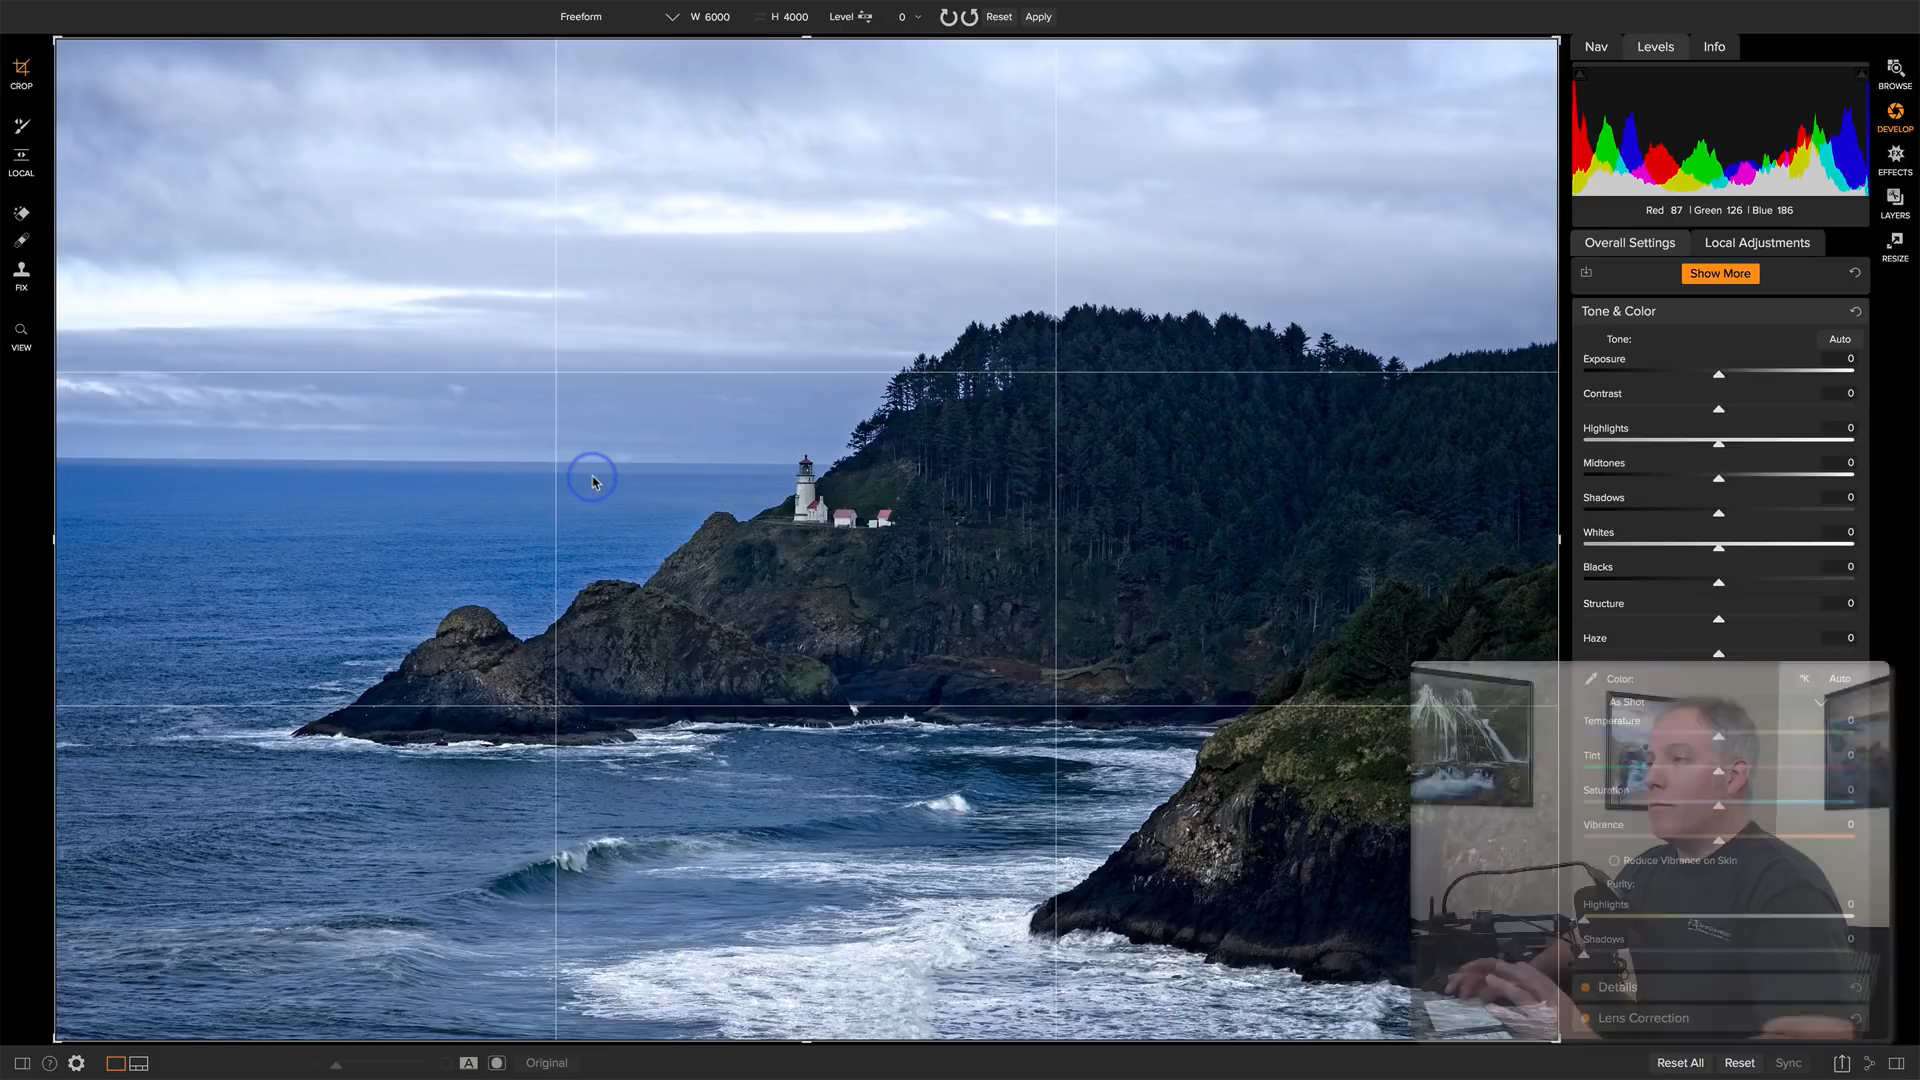 Freeform W 6000 H 4000 Level 0 Reset Apply
CROP
LOCAL
FIX
VIEW
Nav Levels Info
Red 87 | Green 126 | Blue 186
Overall Settings Local Adjustments
Show More
Tone & Color
Tone: Auto
Exposure 0
Contrast 0
Highlights 0
Midtones 0
Shadows 0
Whites 0
Blacks 0
Structure 0
Haze 0
Color: °K Auto
As Shot
Temperature 0
Tint 0
Saturation 0
Vibrance 0
Reduce Vibrance on Skin
Purity:
Highlights 0
Shadows 0
Details
Lens Correction
BROWSE
DEVELOP
EFFECTS
LAYERS
RESIZE
? A Original
Reset All Reset Sync